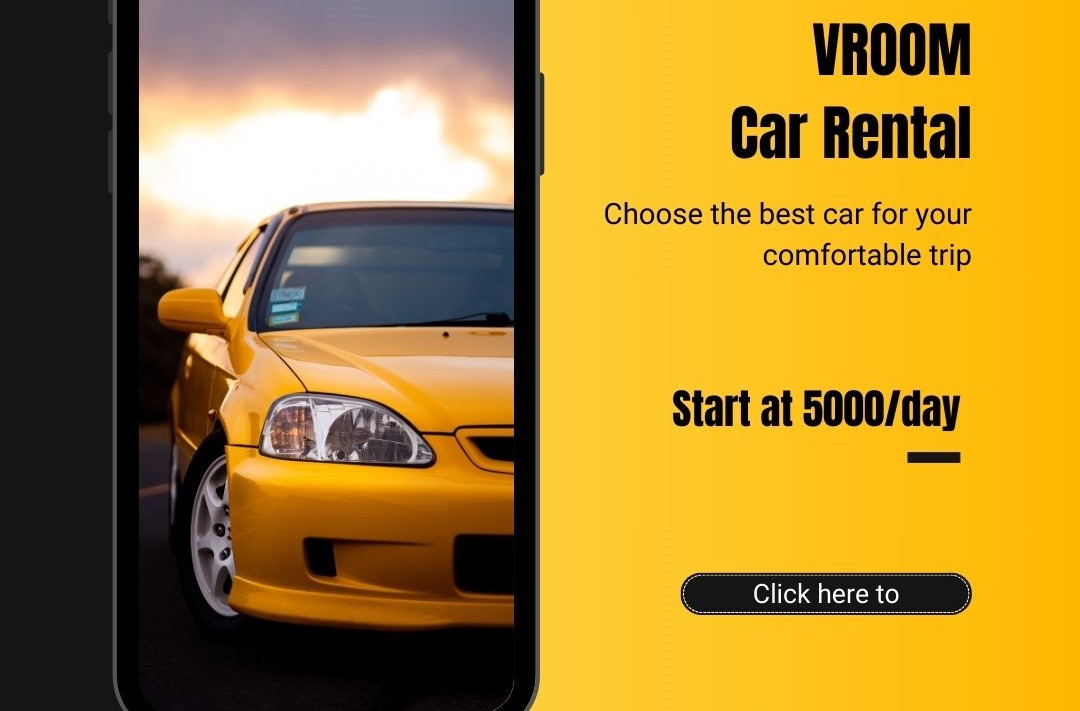 VROOM
Car Rental
Choose the best car for your
comfortable trip
Start at 5000/day
Click here to